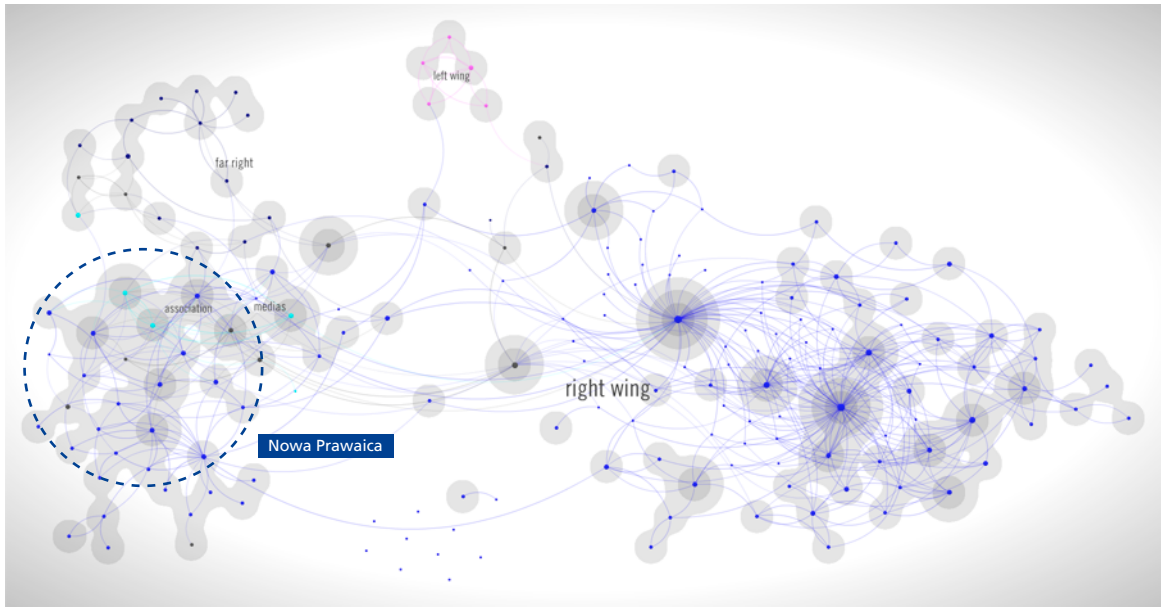 left wing
far right
association
medias
right wing
Nowa Prawaica